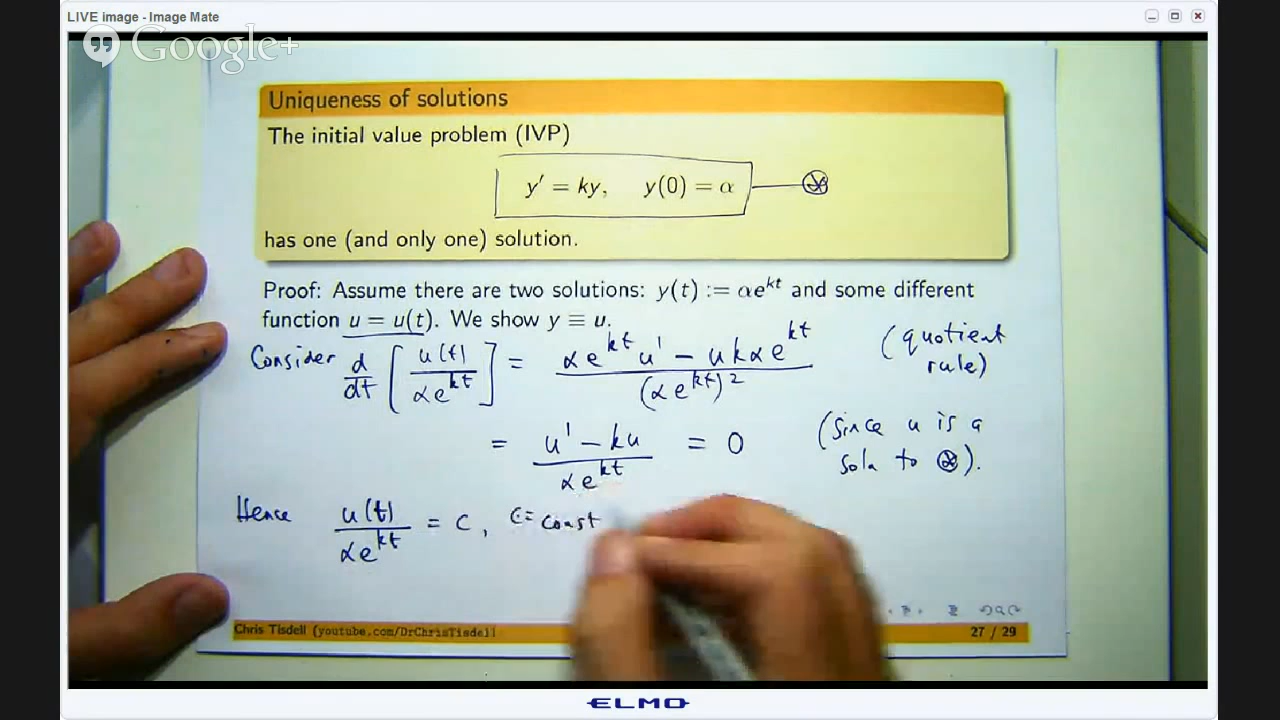 LIVE image - Image Mate
Google+
Uniqueness of solutions
The initial value problem (IVP)
y′ = ky, y(0) = α ⊛
has one (and only one) solution.
Proof: Assume there are two solutions: y(t) := αe^{kt} and some different
function u = u(t). We show y ≡ u.
Consider d/dt [u(t)/αe^{kt}] = (αe^{kt} u' - ukαe^{kt})/(αe^{kt})^2 (quotient
rule)
= (u' - ku)/αe^{kt} = 0 (since u is a
soln to ⊛).
Hence u(t)/αe^{kt} = C, C = const
Chris Tisdell (youtube.com/DrChrisTisdell
27 / 29
ELMO